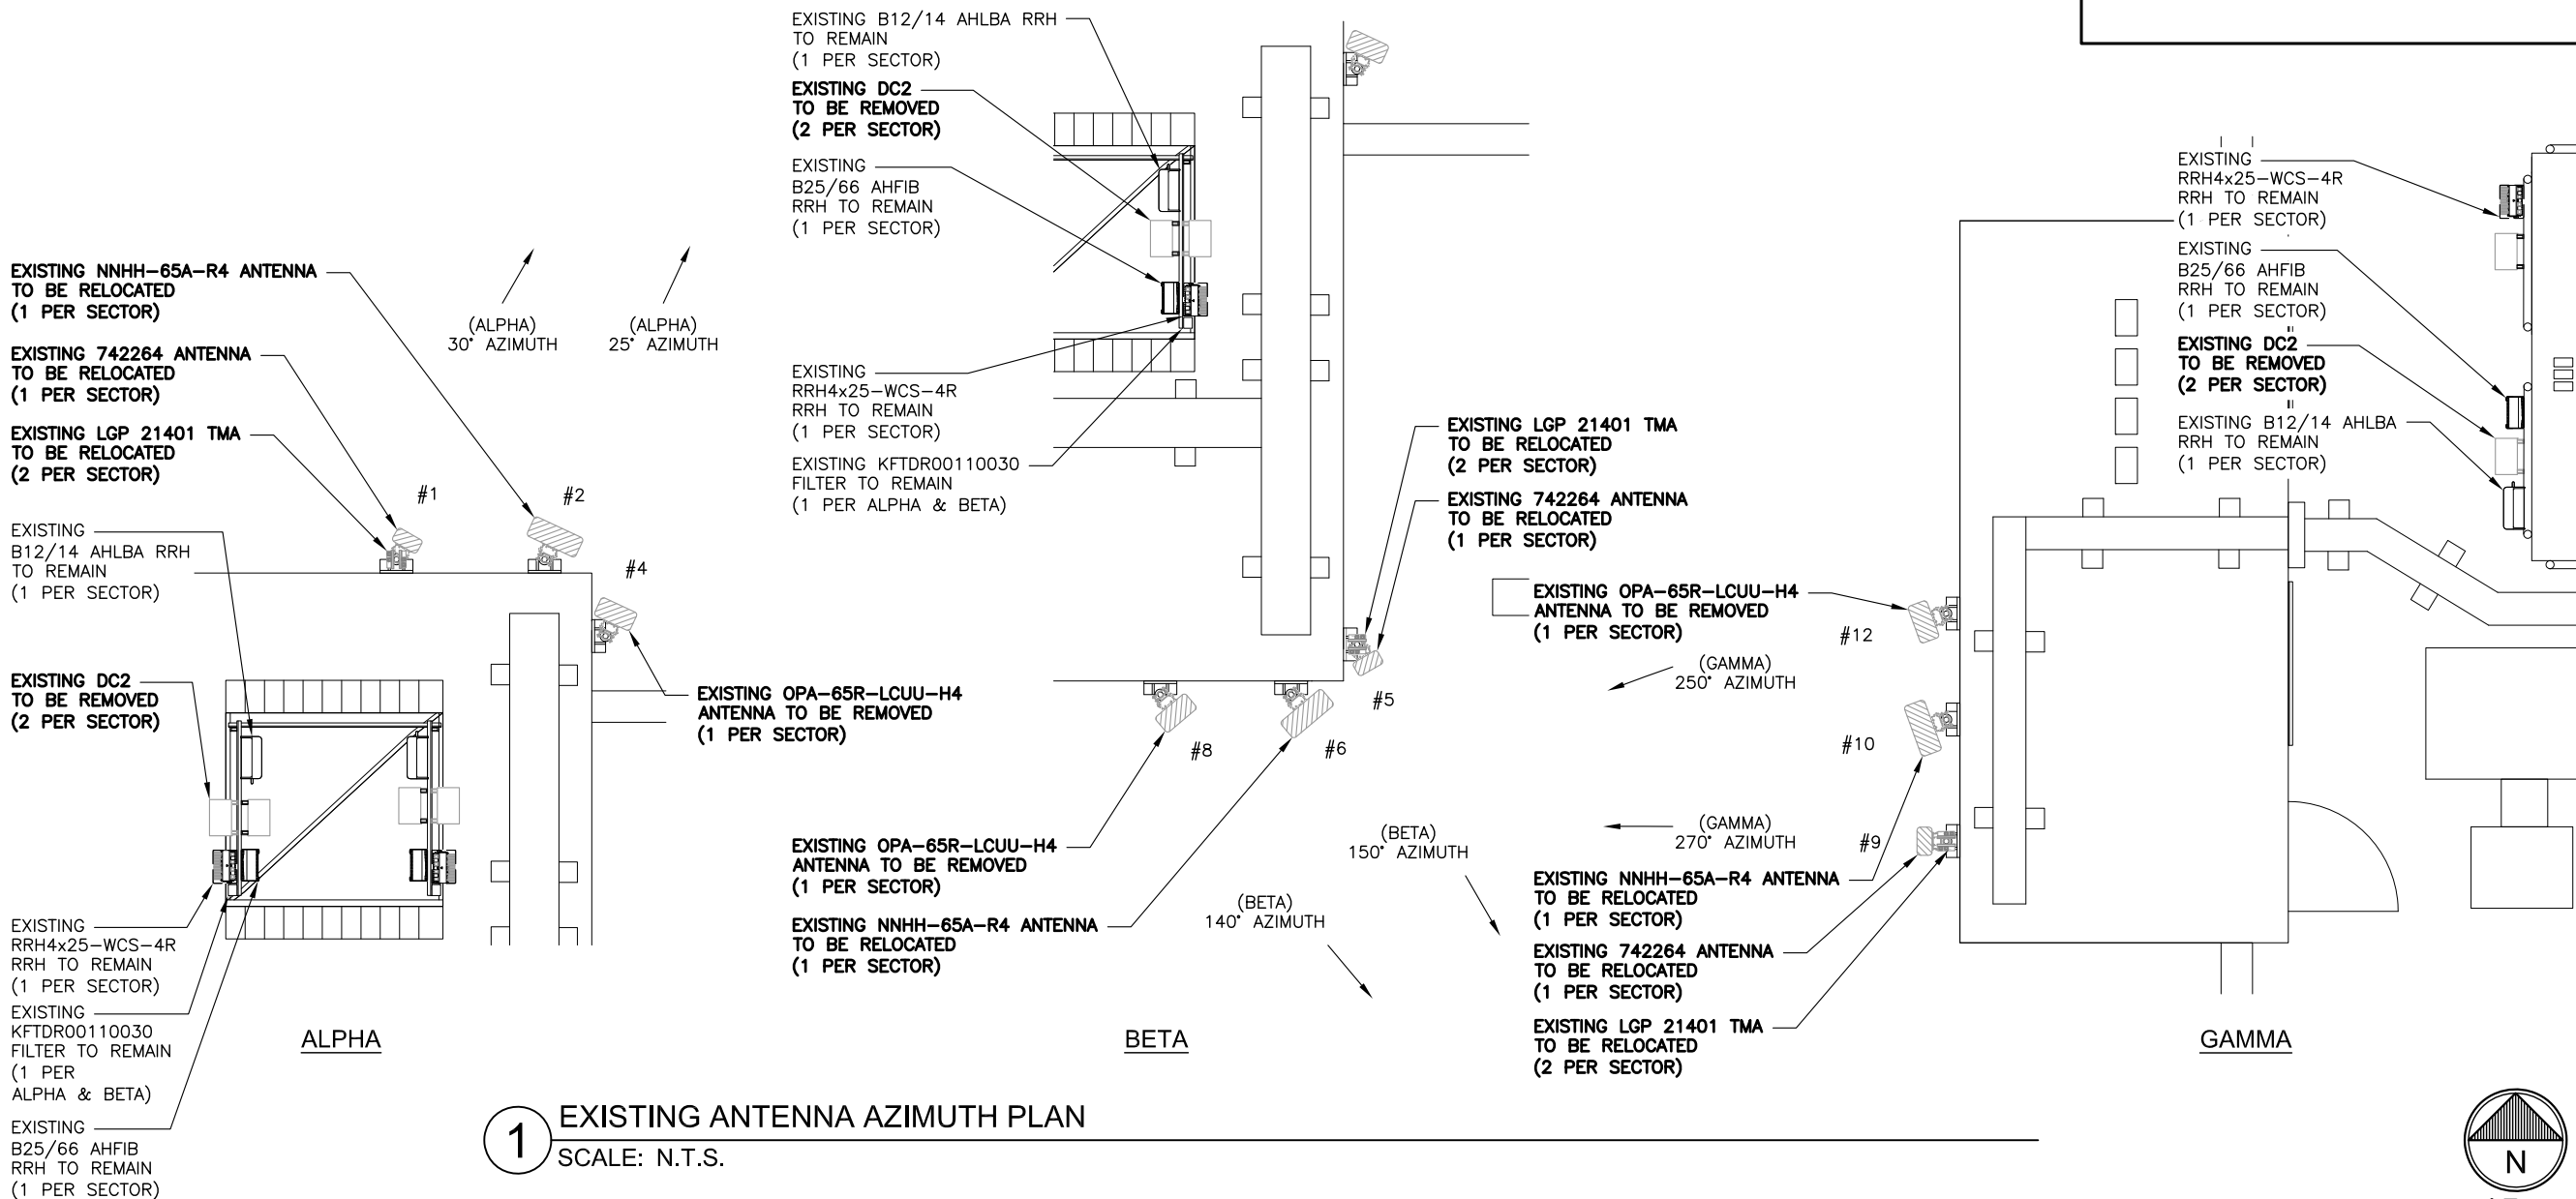 EXISTING NNHH-65A-R4 ANTENNA
TO BE RELOCATED
(1 PER SECTOR)
EXISTING 742264 ANTENNA
TO BE RELOCATED
(1 PER SECTOR)
EXISTING LGP 21401 TMA
TO BE RELOCATED
(2 PER SECTOR)
EXISTING
B12/14 AHLBA RRH
TO REMAIN
(1 PER SECTOR)
EXISTING DC2
TO BE REMOVED
(2 PER SECTOR)
EXISTING
RRH4x25-WCS-4R
RRH TO REMAIN
(1 PER SECTOR)
EXISTING
KFTDR00110030
FILTER TO REMAIN
(1 PER
ALPHA & BETA)
EXISTING
B25/66 AHFIB
RRH TO REMAIN
(1 PER SECTOR)
(ALPHA)
30° AZIMUTH
(ALPHA)
25° AZIMUTH
#1
#2
#4
EXISTING OPA-65R-LCUU-H4
ANTENNA TO BE REMOVED
(1 PER SECTOR)
ALPHA
EXISTING B12/14 AHLBA RRH
TO REMAIN
(1 PER SECTOR)
EXISTING DC2
TO BE REMOVED
(2 PER SECTOR)
EXISTING
B25/66 AHFIB
RRH TO REMAIN
(1 PER SECTOR)
EXISTING
RRH4x25-WCS-4R
RRH TO REMAIN
(1 PER SECTOR)
EXISTING KFTDR00110030
FILTER TO REMAIN
(1 PER ALPHA & BETA)
EXISTING LGP 21401 TMA
TO BE RELOCATED
(2 PER SECTOR)
EXISTING 742264 ANTENNA
TO BE RELOCATED
(1 PER SECTOR)
#5
#6
#8
EXISTING OPA-65R-LCUU-H4
ANTENNA TO BE REMOVED
(1 PER SECTOR)
EXISTING NNHH-65A-R4 ANTENNA
TO BE RELOCATED
(1 PER SECTOR)
(BETA)
150° AZIMUTH
(BETA)
140° AZIMUTH
BETA
EXISTING
RRH4x25-WCS-4R
RRH TO REMAIN
(1 PER SECTOR)
EXISTING
B25/66 AHFIB
RRH TO REMAIN
(1 PER SECTOR)
EXISTING DC2
TO BE REMOVED
(2 PER SECTOR)
EXISTING B12/14 AHLBA
RRH TO REMAIN
(1 PER SECTOR)
EXISTING OPA-65R-LCUU-H4
ANTENNA TO BE REMOVED
(1 PER SECTOR)
#12
(GAMMA)
250° AZIMUTH
#10
(GAMMA)
270° AZIMUTH
#9
EXISTING NNHH-65A-R4 ANTENNA
TO BE RELOCATED
(1 PER SECTOR)
EXISTING 742264 ANTENNA
TO BE RELOCATED
(1 PER SECTOR)
EXISTING LGP 21401 TMA
TO BE RELOCATED
(2 PER SECTOR)
GAMMA
1
EXISTING ANTENNA AZIMUTH PLAN
SCALE: N.T.S.
N